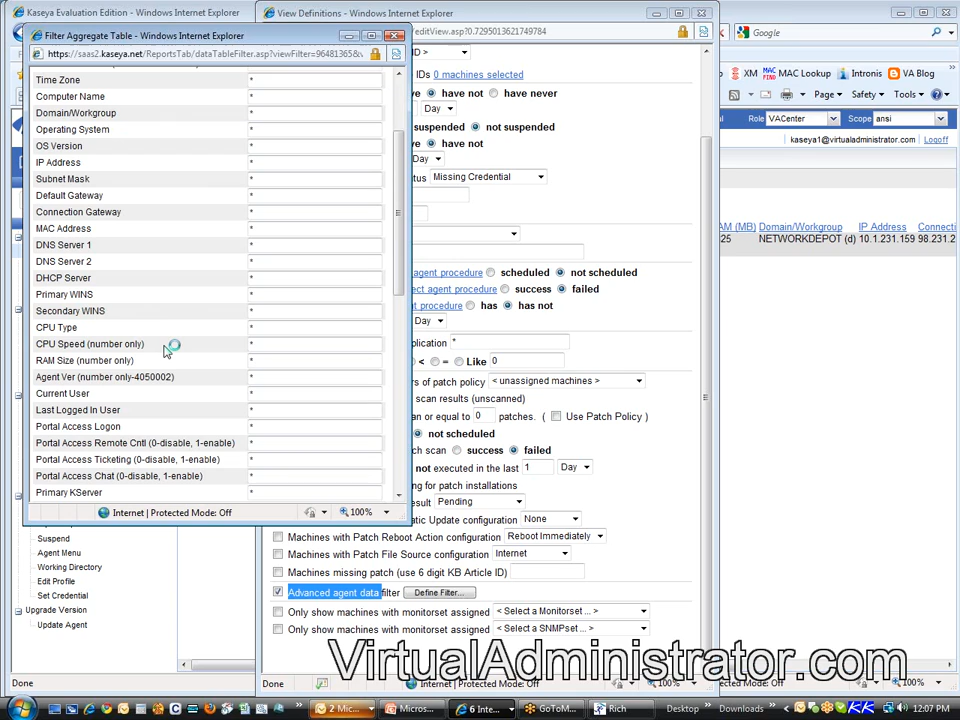 Kaseya Evaluation Edition - Windows Internet Explorer
View Definitions - Windows Internet Explorer
Filter Aggregate Table - Windows Internet Explorer
editView.asp?0.7295031621749784
https://saas2.kaseya.net/ReportsTab/dataTableFilter.asp?viewFilter=964813658&
Google
Time Zone *
Computer Name *
Domain/Workgroup *
Operating System *
OS Version *
IP Address *
Subnet Mask *
Default Gateway *
Connection Gateway *
MAC Address *
DNS Server 1 *
DNS Server 2 *
DHCP Server *
Primary WINS *
Secondary WINS *
CPU Type *
CPU Speed (number only) *
RAM Size (number only) *
Agent Ver (number only-4050002) *
Current User *
Last Logged In User *
Portal Access Logon *
Portal Access Remote Cntl (0-disable, 1-enable) *
Portal Access Ticketing (0-disable, 1-enable) *
Portal Access Chat (0-disable, 1-enable) *
Primary KServer *
Internet | Protected Mode: Off
100%
ID >
IDs 0 machines selected
have not have never
Day
suspended not suspended
have not
Day
tus Missing Credential
agent procedure scheduled not scheduled
ect agent procedure success failed
t procedure has has not
Day
plication *
< = > Like 0
rs of patch policy < unassigned machines >
scan results (unscanned)
an or equal to 0 patches. ( Use Patch Policy )
not scheduled
ch scan success failed
not executed in the last 1 Day
ng for patch installations
esult Pending
tic Update configuration None
Machines with Patch Reboot Action configuration Reboot Immediately
Machines with Patch File Source configuration Internet
Machines missing patch (use 6 digit KB Article ID)
Advanced agent data filter Define Filter...
Only show machines with monitorset assigned < Select a Monitorset ... >
Only show machines with monitorset assigned < Select a SNMPset ... >
Done Internet | Protected Mode: Off 100%
XM MAC Lookup Intronis VA Blog
Page Safety Tools
Role VACenter Scope ansi
kaseya1@virtualadministrator.com Logoff
AM (MB) Domain/Workgroup IP Address Connecti
25 NETWORKDEPOT (d) 10.1.231.159 98.231.2
Suspend
Agent Menu
Working Directory
Edit Profile
Set Credential
Upgrade Version
Update Agent
Done
Protected Mode: Off 100%
VirtualAdministrator.com
2 Mic... Micros... 6 Inte... GoToM... Rich Desktop Downloads 12:07 PM